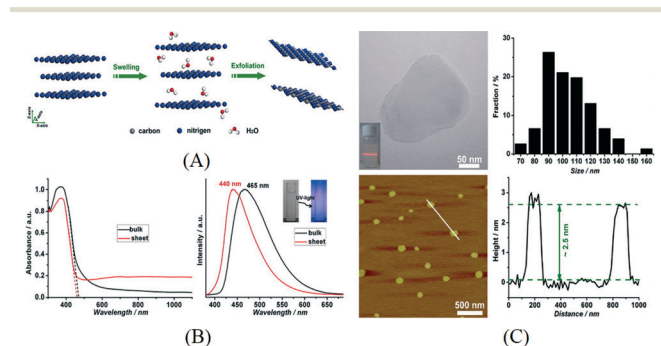 Swelling
Exfoliation
Z-axis
X-axis
carbon
nitrigen
H₂O
(A)
50 nm
Fraction / %
30
20
10
0
70 80 90 100 110 120 130 140 160
Size / nm
Absorbance / a.u.
1.0
0.8
0.6
0.4
0.2
0.0
bulk
sheet
400 600 800 1000
Wavelength / nm
Intensity / a.u.
440 nm
465 nm
UV-light
bulk
sheet
400 450 500 550 600 650
Wavelength / nm
(B)
500 nm
Height / nm
3
2
1
0
~ 2.5 nm
0 200 400 600 800 1000
Distance / nm
(C)